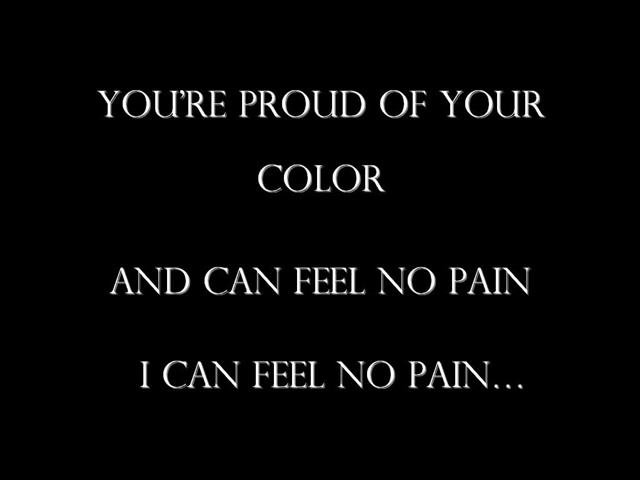 YOU'RE PROUD OF YOUR
COLOR
AND CAN FEEL NO PAIN
I CAN FEEL NO PAIN...